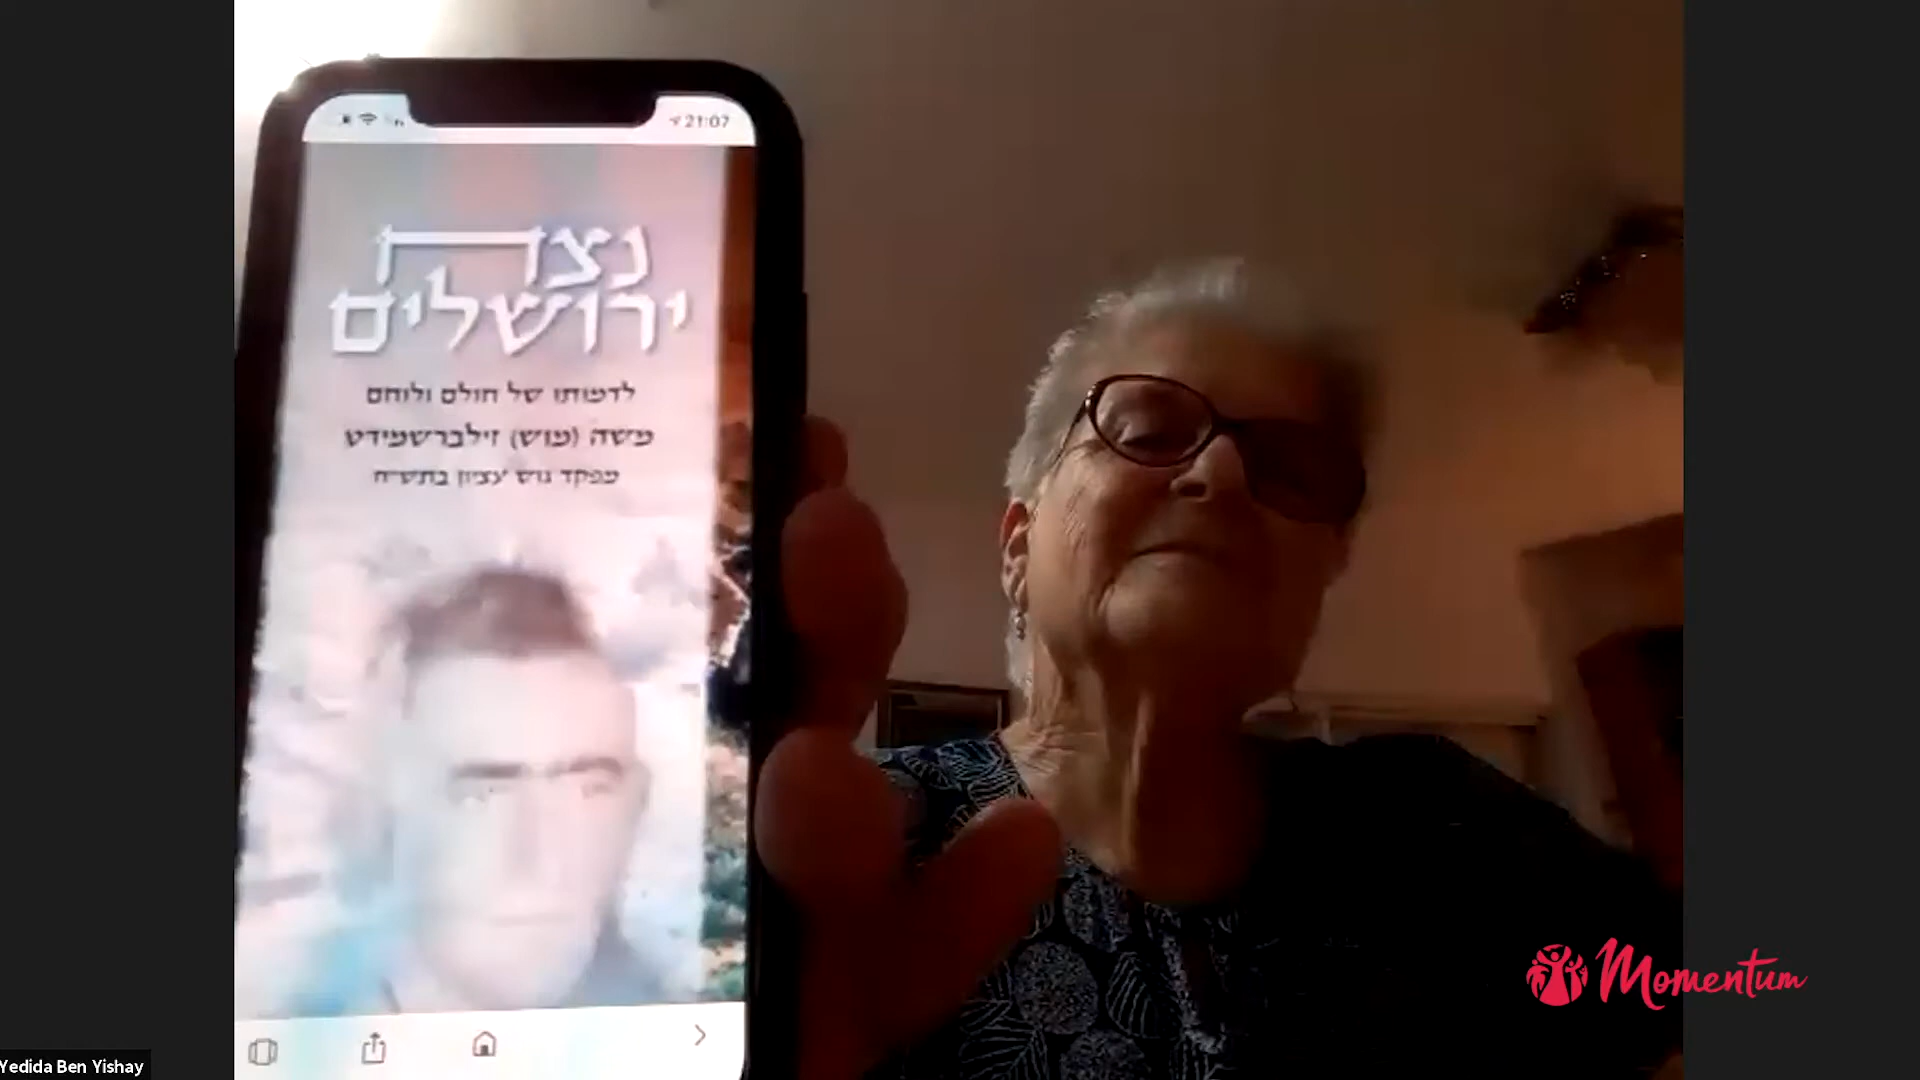 21:07
נצח
ירושלים
לדמותו של חולם ולוחם
משה (מוש) זילברשמידט
מפקד גוש עציון בתש״ח
Momentum
Yedida Ben Yishay